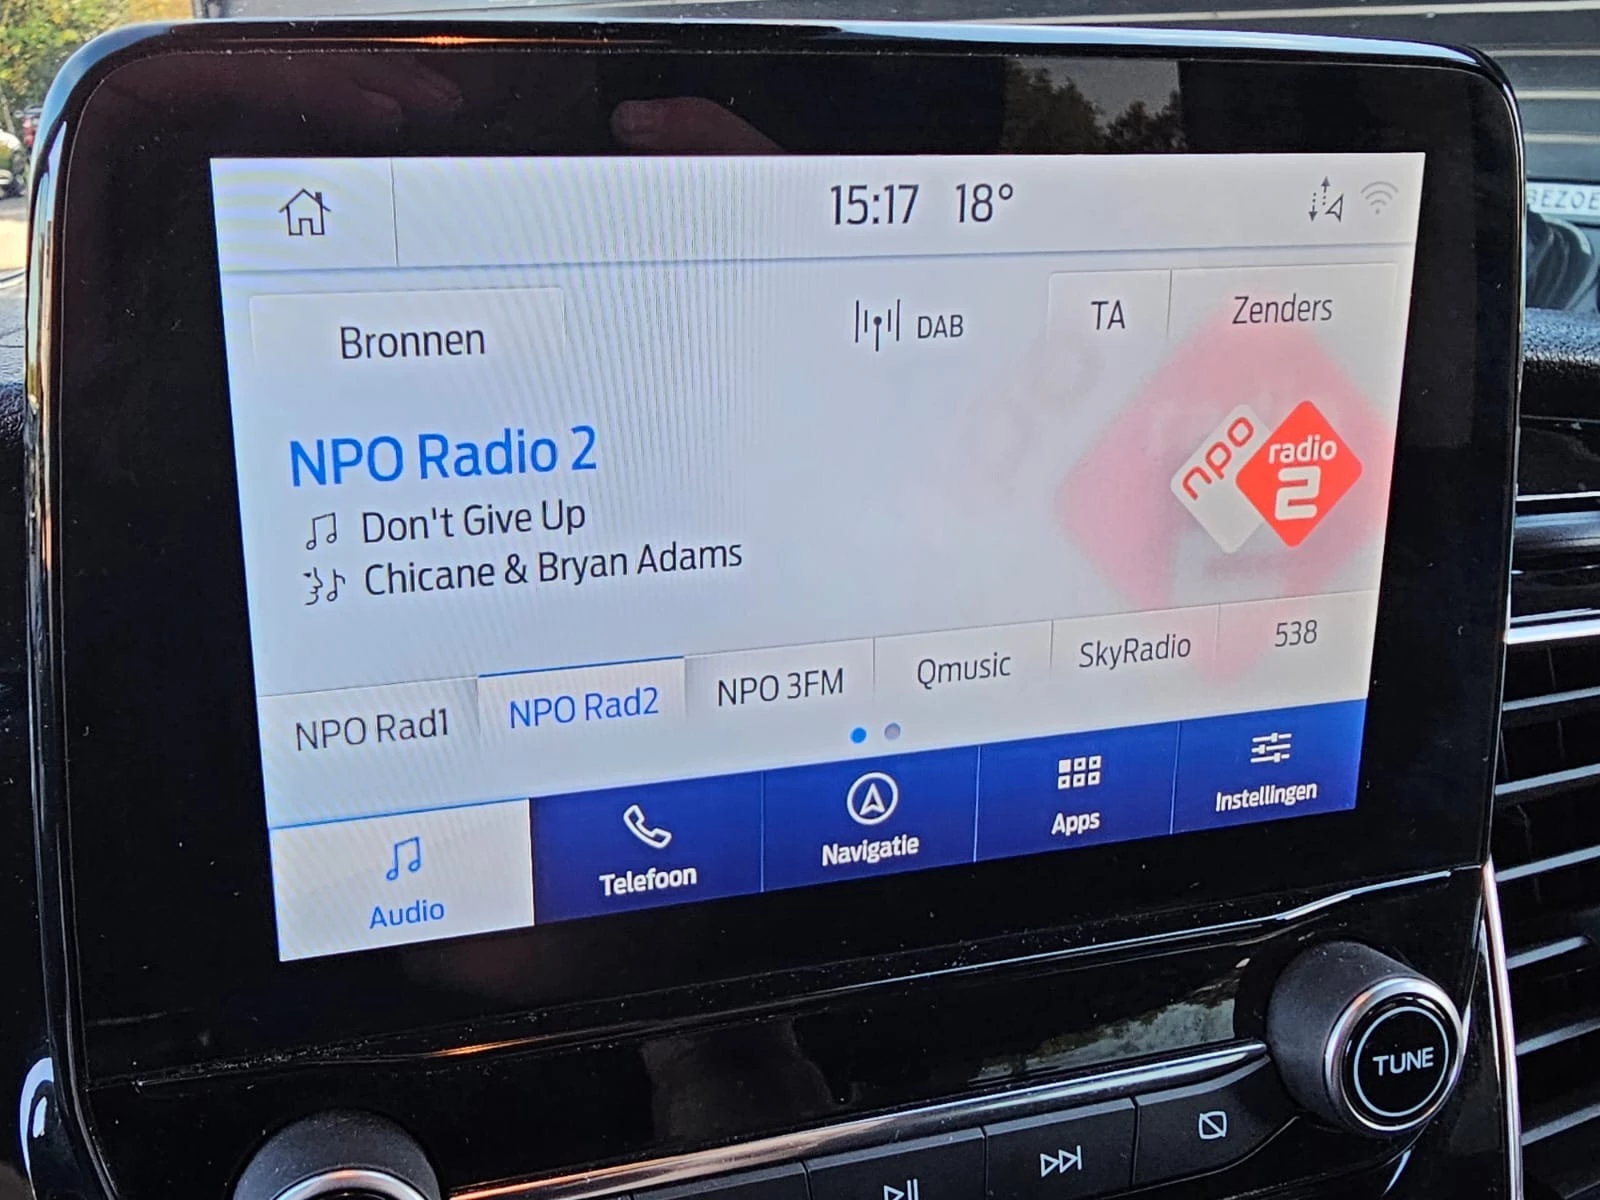 15:17 18°
Bronnen
DAB
TA
Zenders
NPO Radio 2
Don't Give Up
Chicane & Bryan Adams
npo
radio
2
NPO Rad1
NPO Rad2
NPO 3FM
Qmusic
SkyRadio
538
Audio
Telefoon
Navigatie
Apps
Instellingen
TUNE